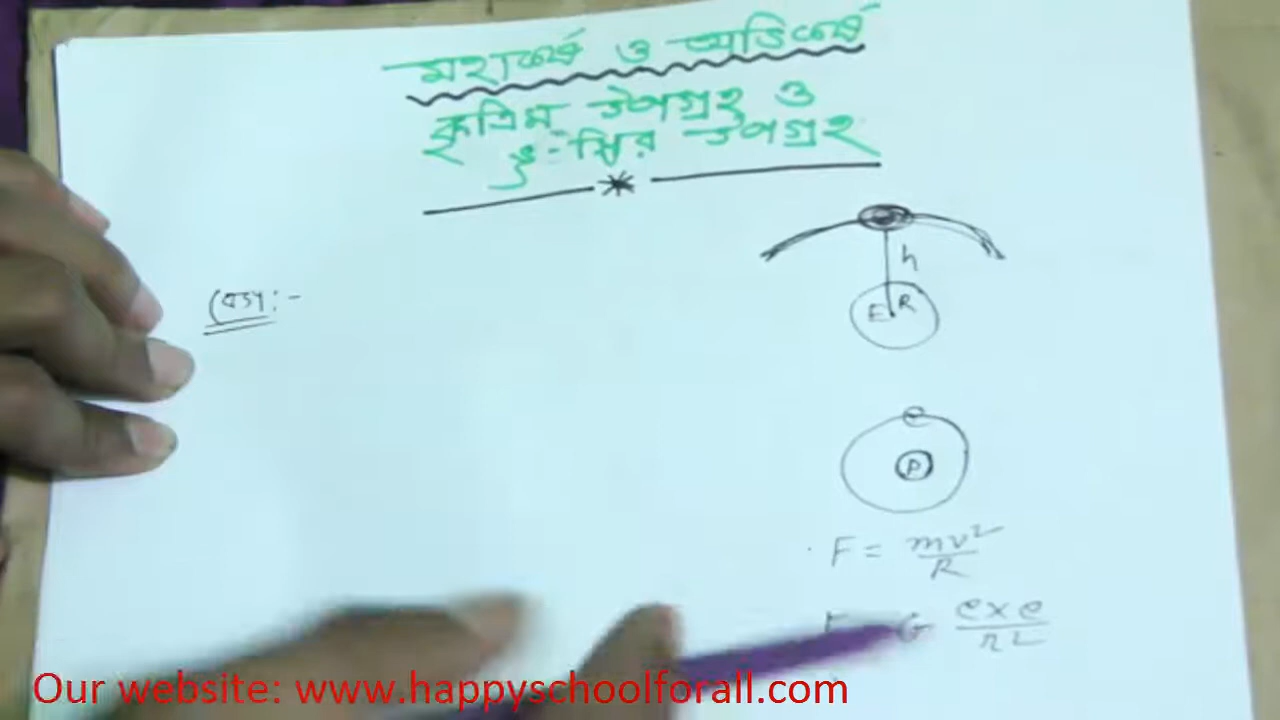 মহাকর্ষ ও অভিকর্ষ
কৃত্রিম উপগ্রহ ও
ভূ-স্থির উপগ্রহ
বেগ:-
h
E R
P
F = mv²/R
G e×e/r²
Our website: www.happyschoolforall.com